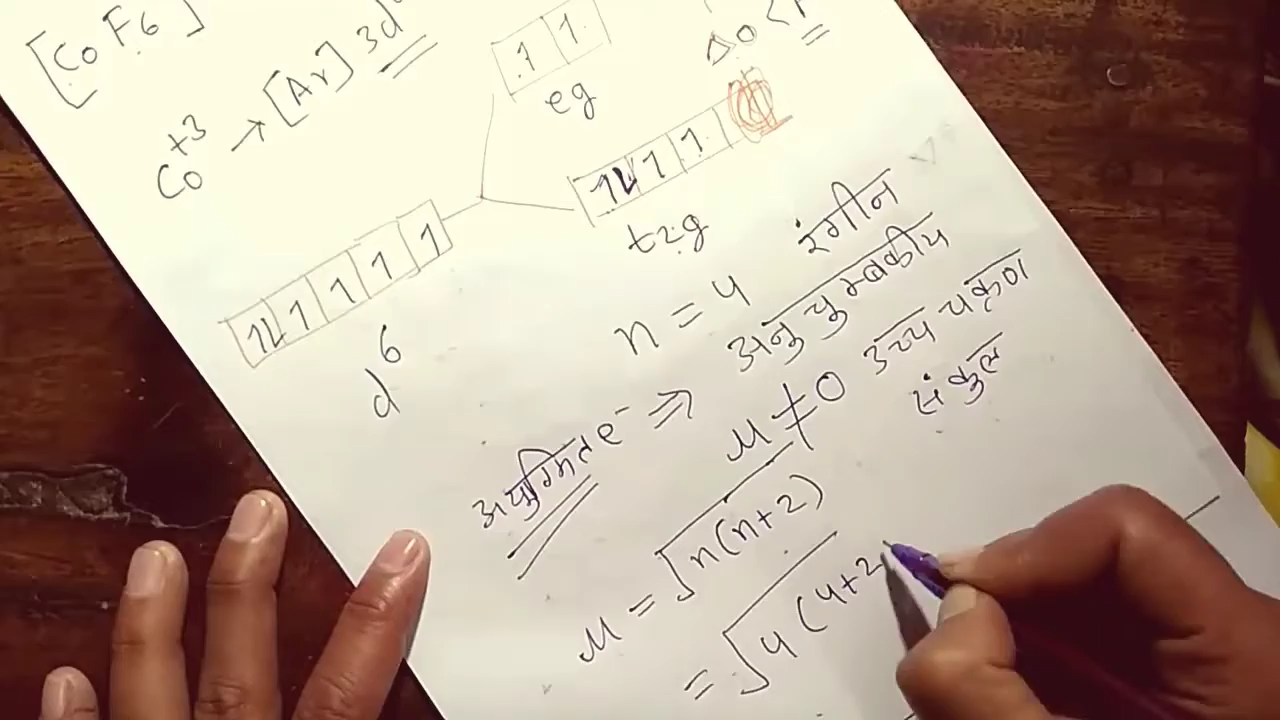 [CoF6]
Δo < P
Co+3 → [Ar] 3d6
1 1
eg
1↓ 1 1
t2g
1↓ 1 1 1 1
d6
n = 4 रंगीन
अयुग्मित e- ⇒ अनुचुम्बकीय
μ ≠ 0 उच्च चक्रण
संकुल
μ = √n(n+2)
= √4(4+2